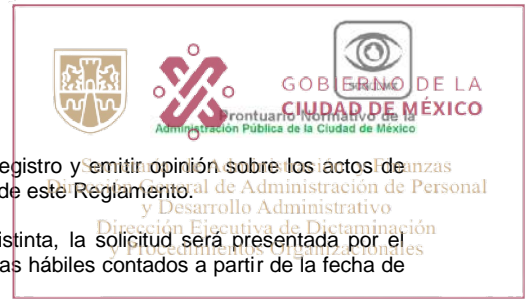 GOBIERNO DE LA
CIUDAD DE MÉXICO
Prontuario Normativo de la
Administración Pública de la Ciudad de México
egistro y emitir opinión sobre los actos de
Secretaría de Administración y Finanzas
de este Reglamento.
Dirección General de Administración de Personal
y Desarrollo Administrativo
Dirección Ejecutiva de Dictaminación
istinta, la solicitud será presentada por el
y Procedimientos Organizacionales
as hábiles contados a partir de la fecha de